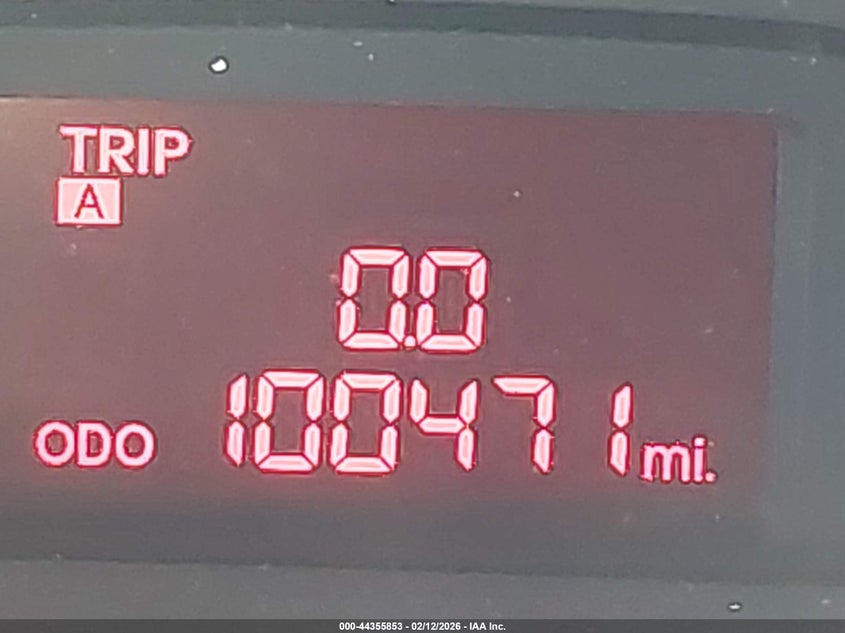 TRIP
A
0.0
ODO 100471 mi.
000-44355853 - 02/12/2026 - IAA Inc.